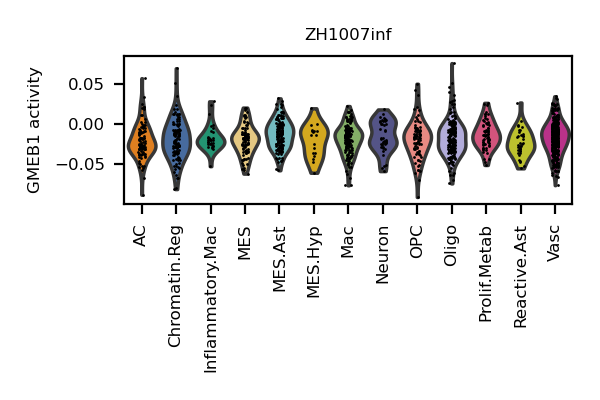 ZH1007inf
GMEB1 activity
0.05
0.00
−0.05
AC
Chromatin.Reg
Inflammatory.Mac
MES
MES.Ast
MES.Hyp
Mac
Neuron
OPC
Oligo
Prolif.Metab
Reactive.Ast
Vasc